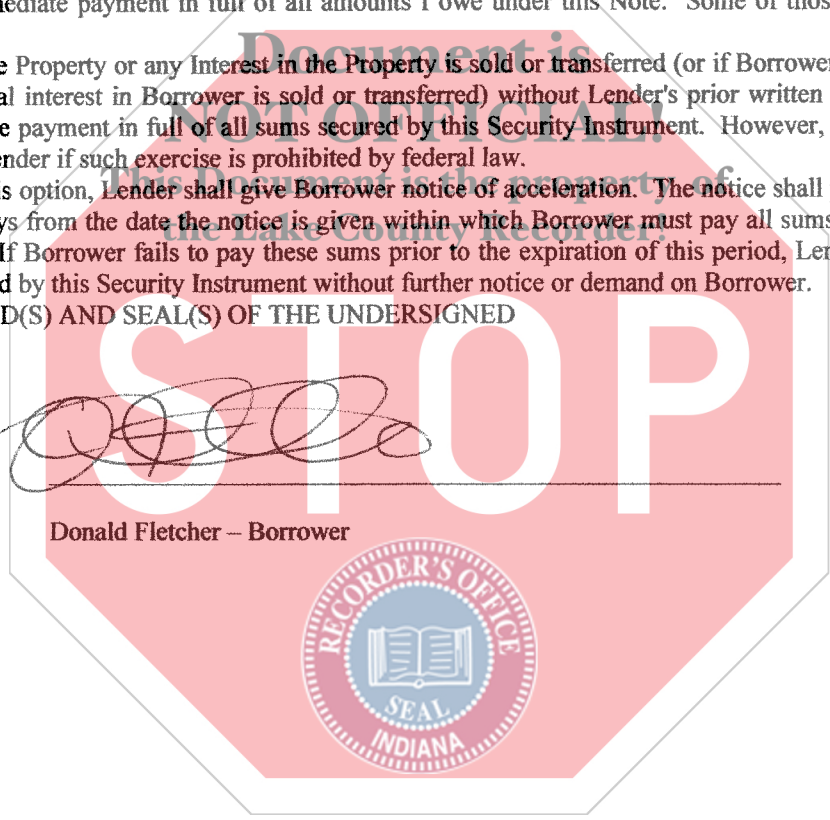 mediate payment in full of all amounts I owe under this Note. Some of thos
Document is
e Property or any Interest in the Property is sold or transferred (or if Borrower
al interest in Borrower is sold or transferred) without Lender's prior written
NOT OFFICIAL!
e payment in full of all sums secured by this Security Instrument. However,
ender if such exercise is prohibited by federal law.
This Document is the property of
is option, Lender shall give Borrower notice of acceleration. The notice shall
ys from the date the notice is given within which Borrower must pay all sums
the Lake County Recorder!
If Borrower fails to pay these sums prior to the expiration of this period, Len
d by this Security Instrument without further notice or demand on Borrower.
D(S) AND SEAL(S) OF THE UNDERSIGNED
STOP
Donald Fletcher – Borrower
RECORDER'S OFFICE
SEAL
INDIANA